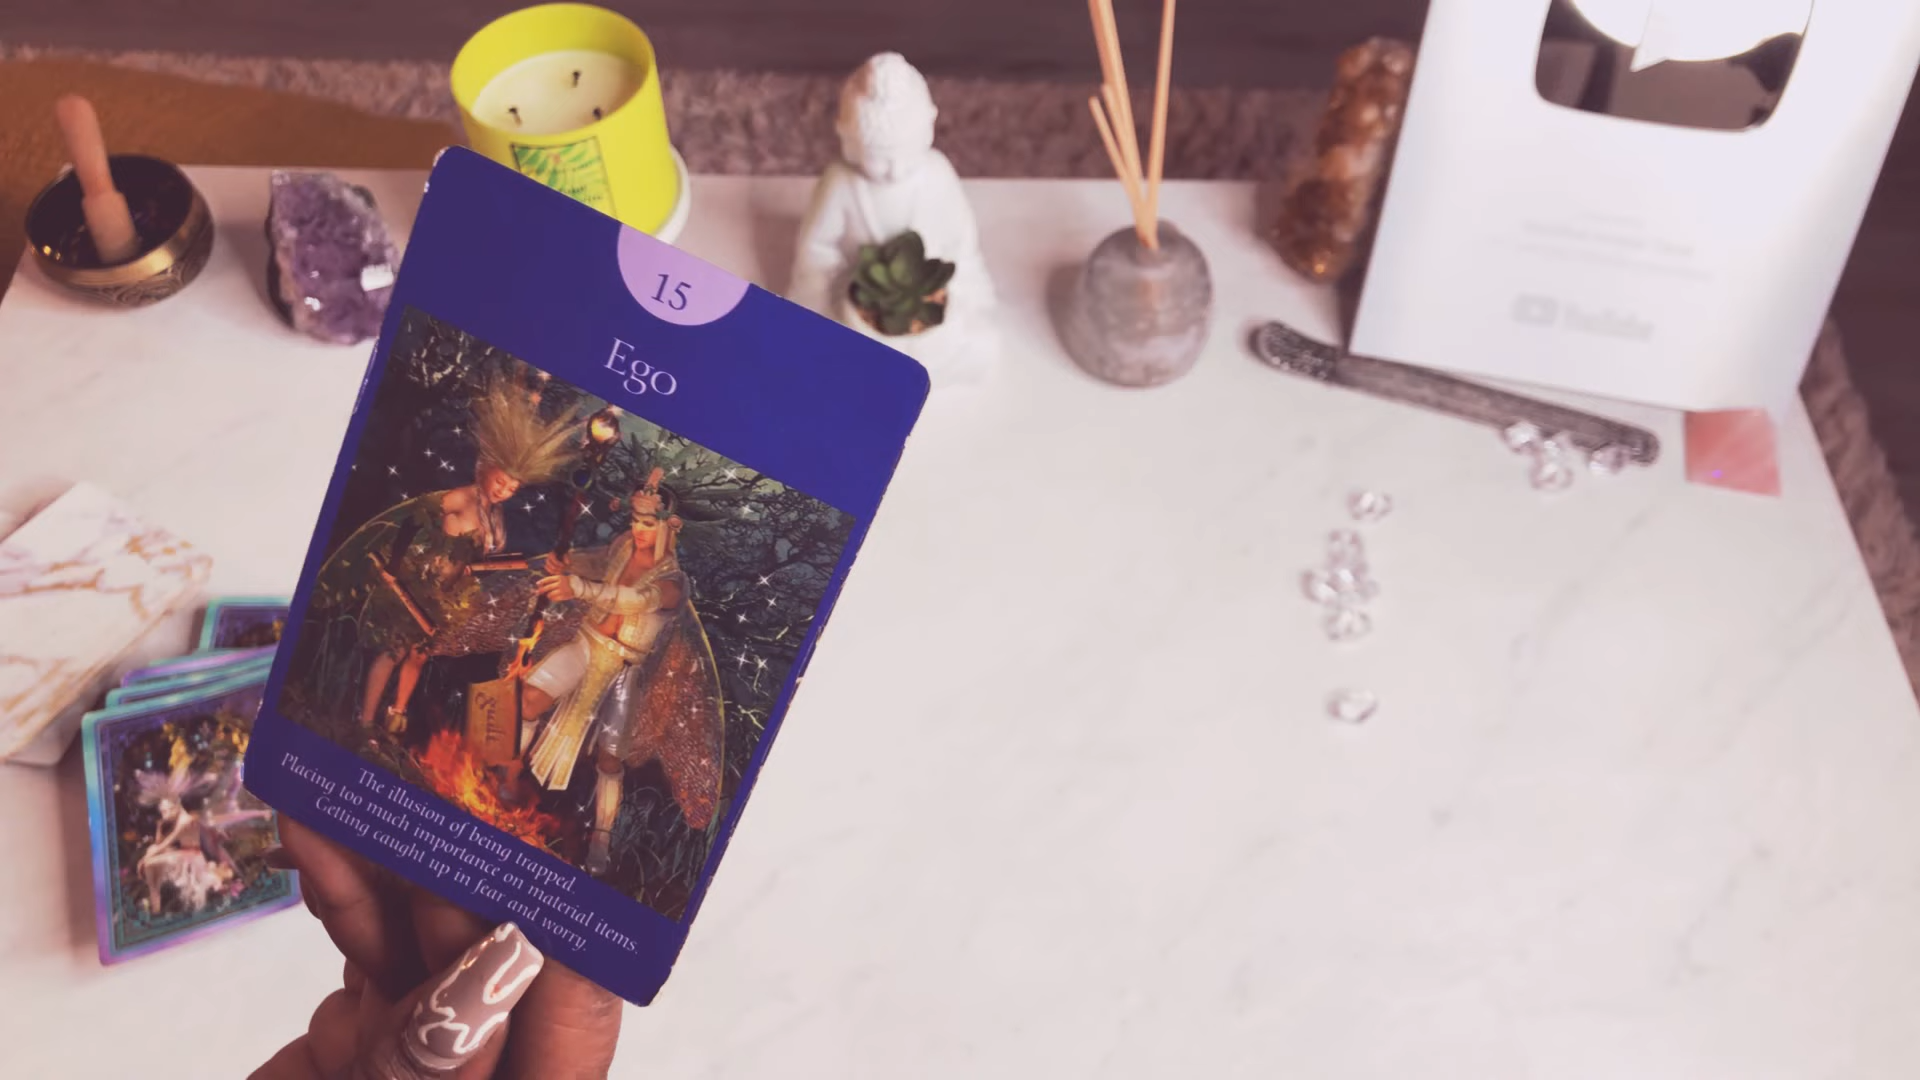 15
Ego
The illusion of being trapped.
Placing too much importance on material items.
Getting caught up in fear and worry.